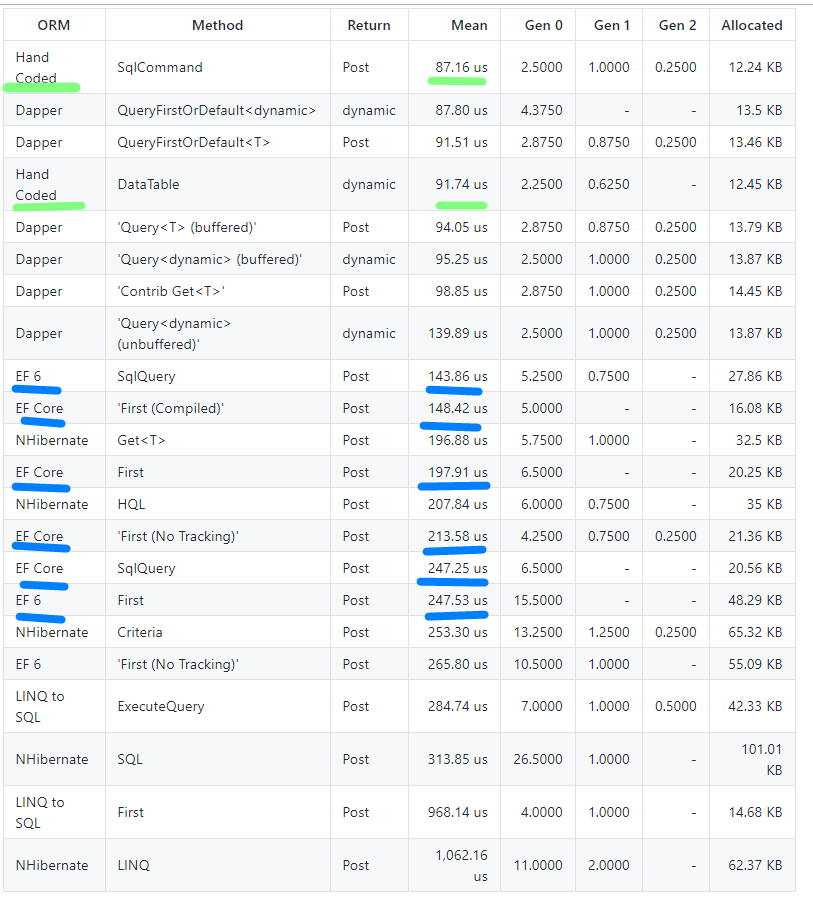 ORM Method Return Mean Gen 0 Gen 1 Gen 2 Allocated
Hand
Coded SqlCommand Post 87.16 us 2.5000 1.0000 0.2500 12.24 KB
Dapper QueryFirstOrDefault<dynamic> dynamic 87.80 us 4.3750 - - 13.5 KB
Dapper QueryFirstOrDefault<T> Post 91.51 us 2.8750 0.8750 0.2500 13.46 KB
Hand
Coded DataTable dynamic 91.74 us 2.2500 0.6250 - 12.45 KB
Dapper 'Query<T> (buffered)' Post 94.05 us 2.8750 0.8750 0.2500 13.79 KB
Dapper 'Query<dynamic> (buffered)' dynamic 95.25 us 2.5000 1.0000 0.2500 13.87 KB
Dapper 'Contrib Get<T>' Post 98.85 us 2.8750 1.0000 0.2500 14.45 KB
Dapper 'Query<dynamic>
(unbuffered)' dynamic 139.89 us 2.5000 1.0000 0.2500 13.87 KB
EF 6 SqlQuery Post 143.86 us 5.2500 0.7500 - 27.86 KB
EF Core 'First (Compiled)' Post 148.42 us 5.0000 - - 16.08 KB
NHibernate Get<T> Post 196.88 us 5.7500 1.0000 - 32.5 KB
EF Core First Post 197.91 us 6.5000 - - 20.25 KB
NHibernate HQL Post 207.84 us 6.0000 0.7500 - 35 KB
EF Core 'First (No Tracking)' Post 213.58 us 4.2500 0.7500 0.2500 21.36 KB
EF Core SqlQuery Post 247.25 us 6.5000 - - 20.56 KB
EF 6 First Post 247.53 us 15.5000 - - 48.29 KB
NHibernate Criteria Post 253.30 us 13.2500 1.2500 0.2500 65.32 KB
EF 6 'First (No Tracking)' Post 265.80 us 10.5000 1.0000 - 55.09 KB
LINQ to
SQL ExecuteQuery Post 284.74 us 7.0000 1.0000 0.5000 42.33 KB
NHibernate SQL Post 313.85 us 26.5000 1.0000 - 101.01
KB
LINQ to
SQL First Post 968.14 us 4.0000 1.0000 - 14.68 KB
NHibernate LINQ Post 1,062.16
us 11.0000 2.0000 - 62.37 KB